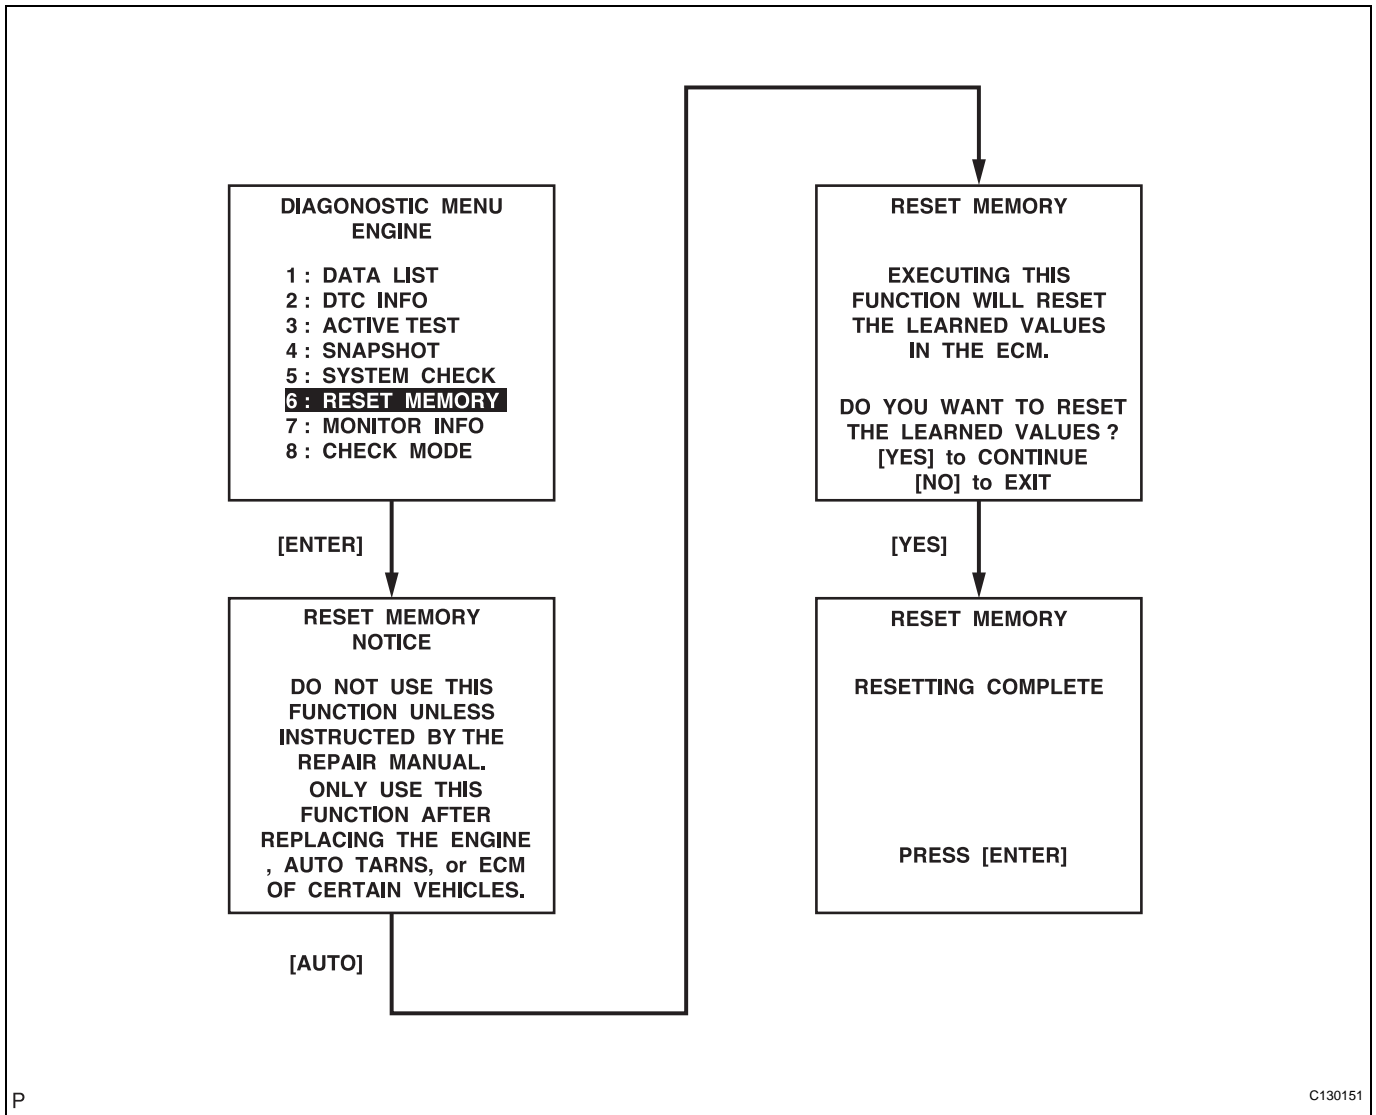 DIAGONOSTIC MENU
ENGINE
1 : DATA LIST
2 : DTC INFO
3 : ACTIVE TEST
4 : SNAPSHOT
5 : SYSTEM CHECK
6 : RESET MEMORY
7 : MONITOR INFO
8 : CHECK MODE
[ENTER]
RESET MEMORY
NOTICE
DO NOT USE THIS
FUNCTION UNLESS
INSTRUCTED BY THE
REPAIR MANUAL.
ONLY USE THIS
FUNCTION AFTER
REPLACING THE ENGINE
, AUTO TARNS, or ECM
OF CERTAIN VEHICLES.
[AUTO]
RESET MEMORY
EXECUTING THIS
FUNCTION WILL RESET
THE LEARNED VALUES
IN THE ECM.
DO YOU WANT TO RESET
THE LEARNED VALUES ?
[YES] to CONTINUE
[NO] to EXIT
[YES]
RESET MEMORY
RESETTING COMPLETE
PRESS [ENTER]
P
C130151